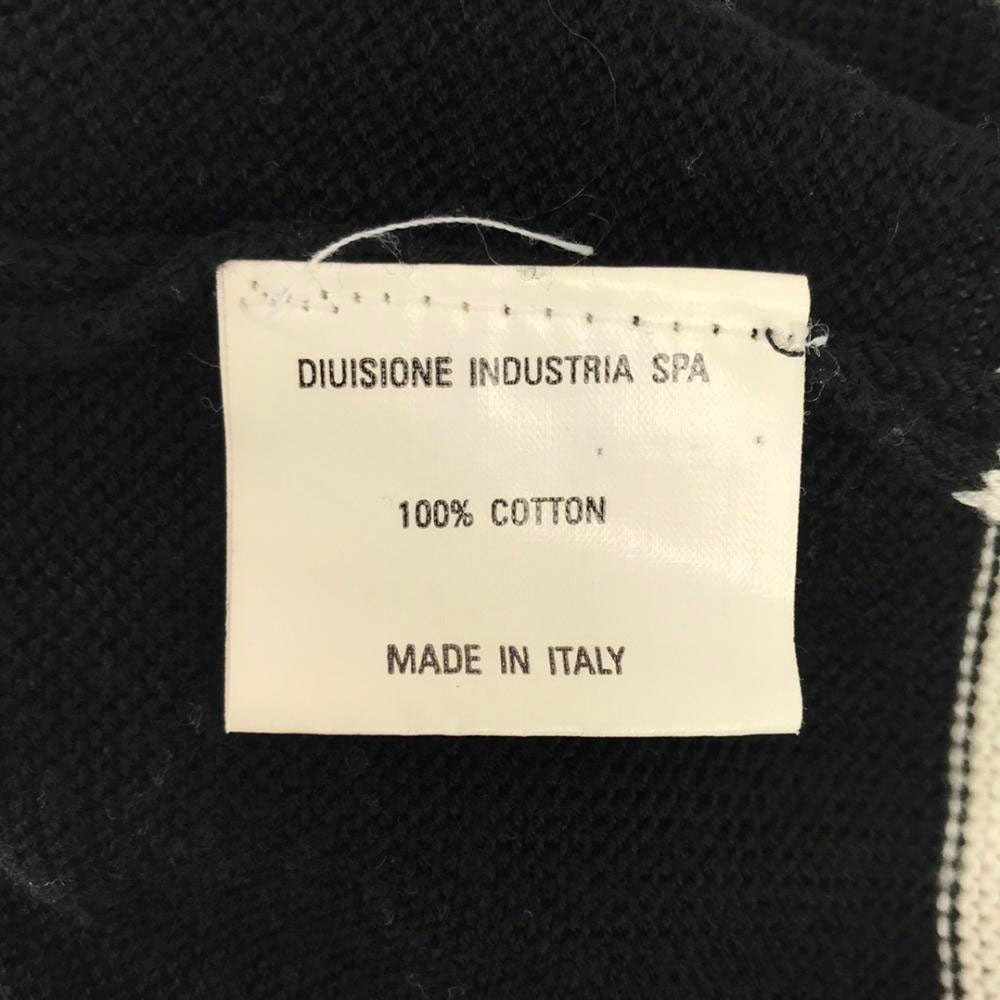 DIUISIONE INDUSTRIA SPA
100% COTTON
MADE IN ITALY